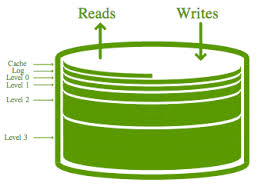 Reads Writes
Cache
Log
Level 0
Level 1
Level 2
Level 3